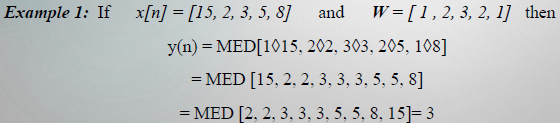 Example 1: If x[n] = [15, 2, 3, 5, 8] and W = [ 1 , 2, 3, 2, 1] then
y(n) = MED[1◊15, 2◊2, 3◊3, 2◊5, 1◊8]
= MED [15, 2, 2, 3, 3, 3, 5, 5, 8]
= MED [2, 2, 3, 3, 3, 5, 5, 8, 15]= 3